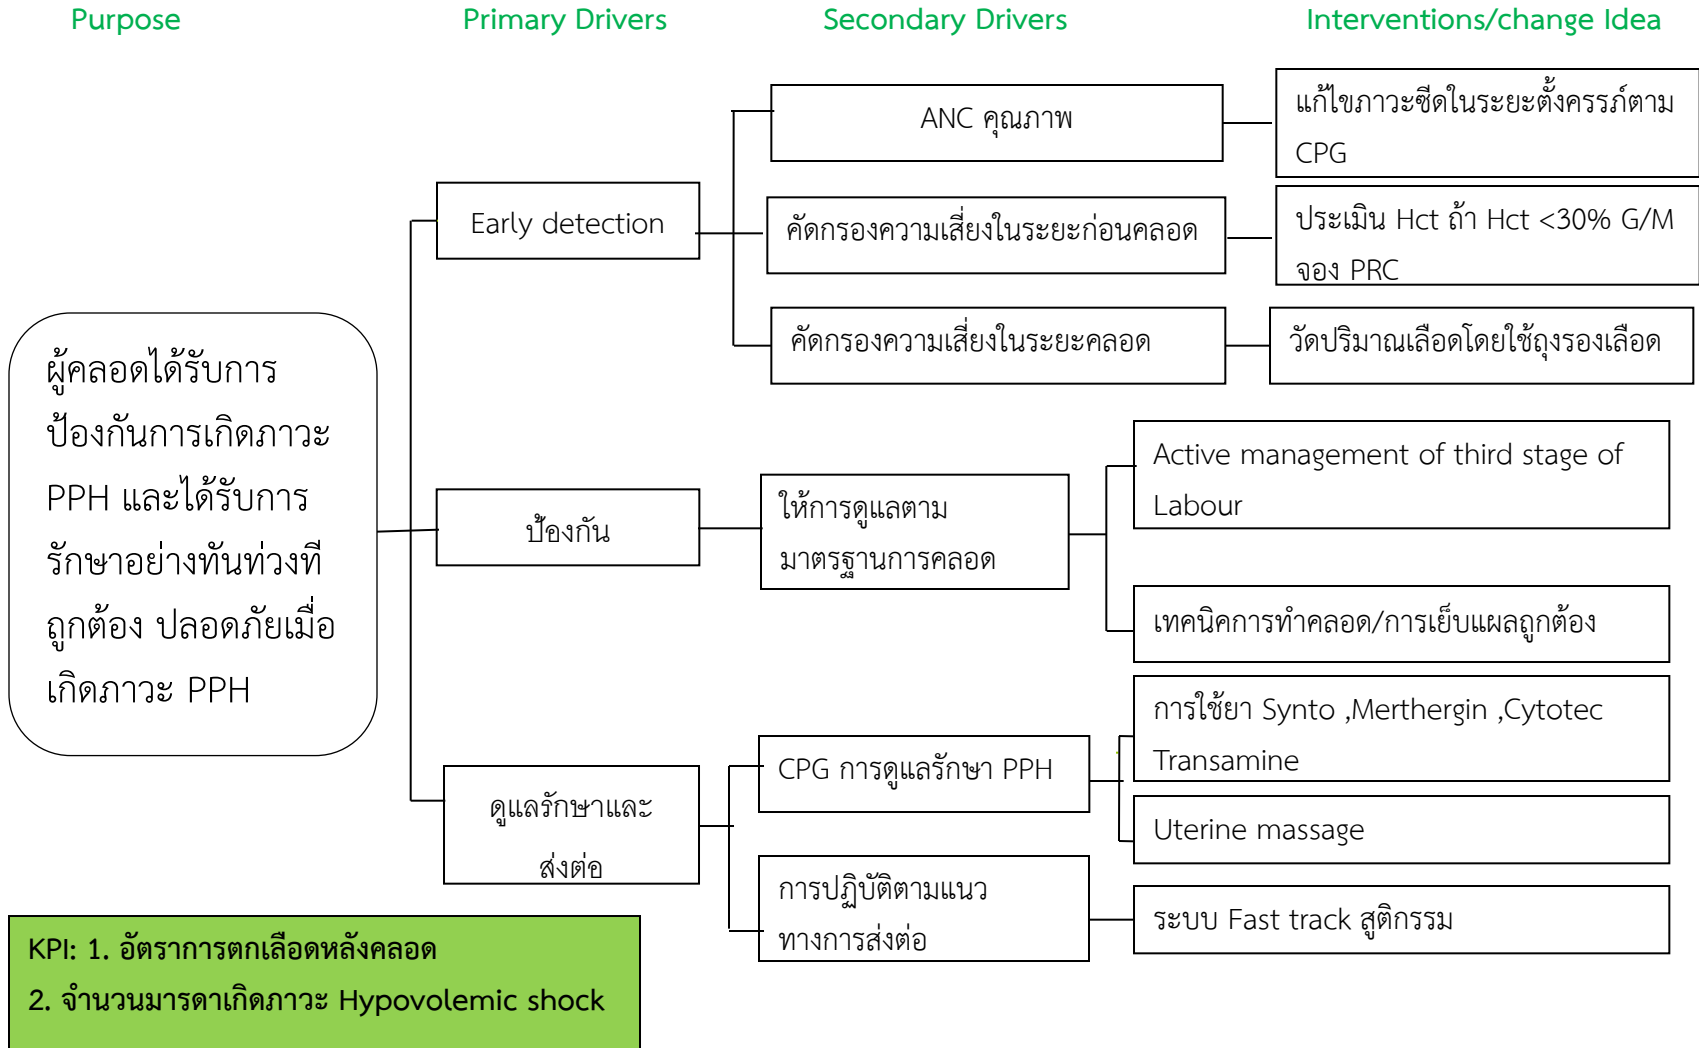 Purpose
Primary Drivers
Secondary Drivers
Interventions/change Idea
ผู้คลอดได้รับการ
ป้องกันการเกิดภาวะ
PPH และได้รับการ
รักษาอย่างทันท่วงที
ถูกต้อง ปลอดภัยเมื่อ
เกิดภาวะ PPH
Early detection
ANC คุณภาพ
แก้ไขภาวะซีดในระยะตั้งครรภ์ตาม
CPG
คัดกรองความเสี่ยงในระยะก่อนคลอด
ประเมิน Hct ถ้า Hct <30% G/M
จอง PRC
คัดกรองความเสี่ยงในระยะคลอด
วัดปริมาณเลือดโดยใช้ถุงรองเลือด
ป้องกัน
ให้การดูแลตาม
มาตรฐานการคลอด
Active management of third stage of
Labour
เทคนิคการทำคลอด/การเย็บแผลถูกต้อง
ดูแลรักษาและ
ส่งต่อ
CPG การดูแลรักษา PPH
การใช้ยา Synto ,Merthergin ,Cytotec
Transamine
Uterine massage
การปฏิบัติตามแนว
ทางการส่งต่อ
ระบบ Fast track สูติกรรม
KPI: 1. อัตราการตกเลือดหลังคลอด
2. จำนวนมารดาเกิดภาวะ Hypovolemic shock